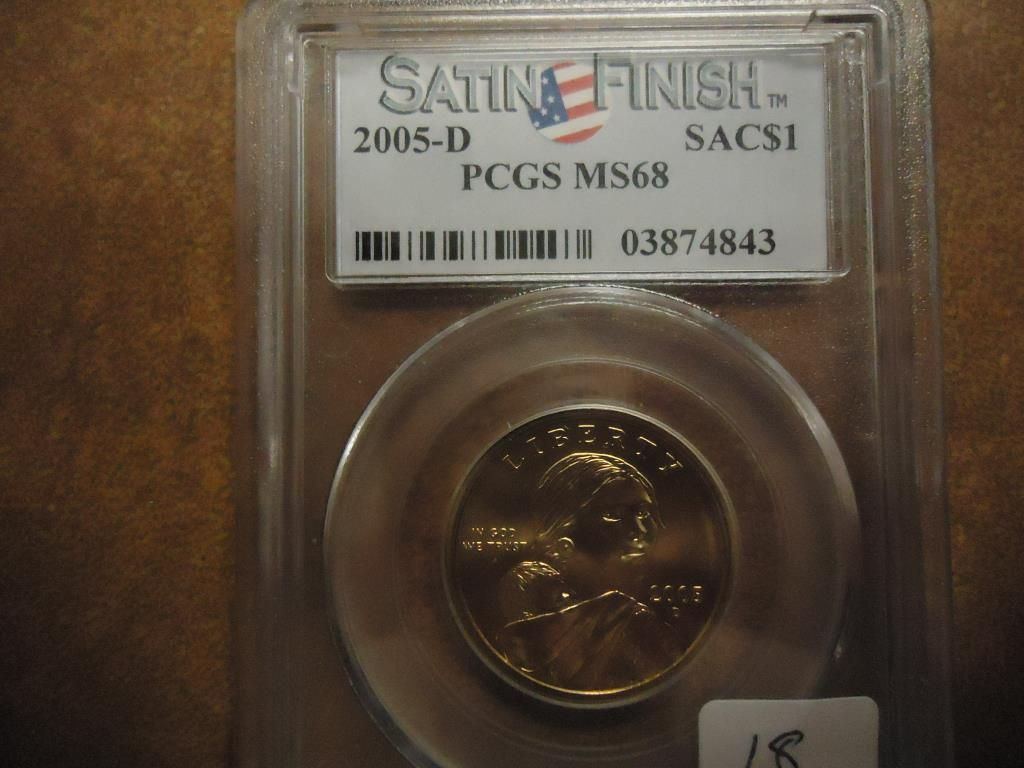 SATIN FINISH™
2005-D SAC$1
PCGS MS68
03874843
LIBERTY
IN GOD
WE TRUST
2005
D
18